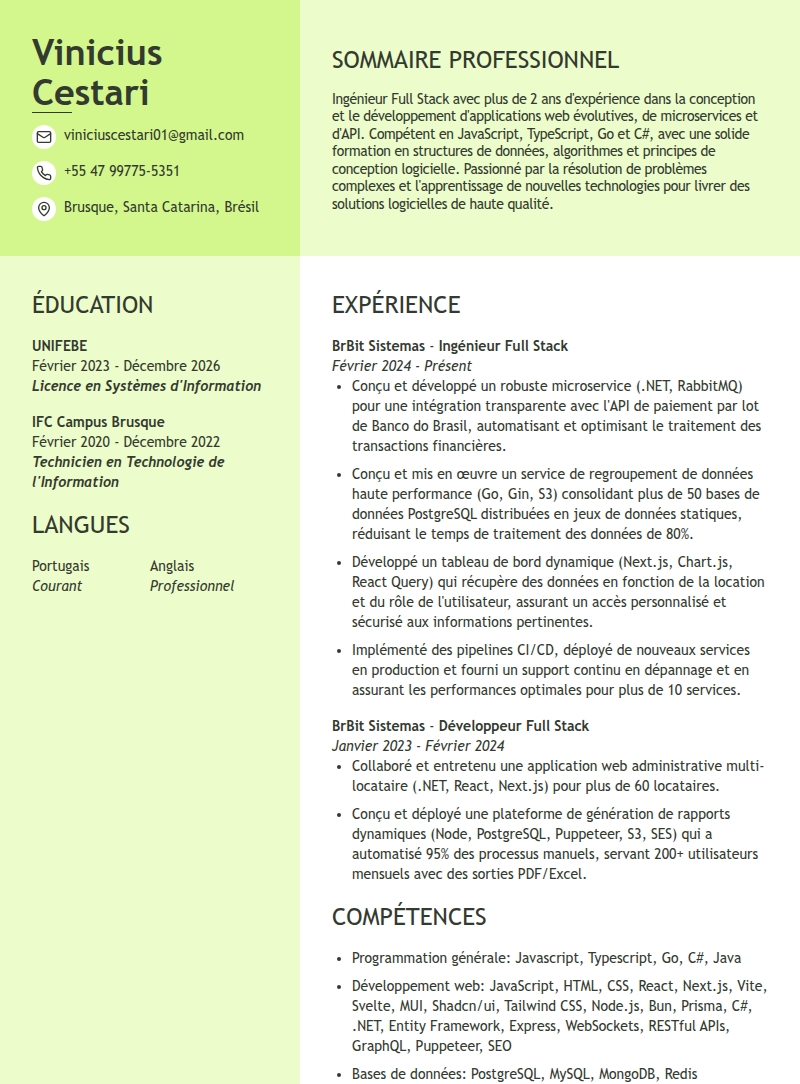 Vinicius
Cestari
viniciuscestari01@gmail.com
+55 47 99775-5351
Brusque, Santa Catarina, Brésil
SOMMAIRE PROFESSIONNEL
Ingénieur Full Stack avec plus de 2 ans d'expérience dans la conception
et le développement d'applications web évolutives, de microservices et
d'API. Compétent en JavaScript, TypeScript, Go et C#, avec une solide
formation en structures de données, algorithmes et principes de
conception logicielle. Passionné par la résolution de problèmes
complexes et l'apprentissage de nouvelles technologies pour livrer des
solutions logicielles de haute qualité.
ÉDUCATION
UNIFEBE
Février 2023 - Décembre 2026
Licence en Systèmes d'Information
IFC Campus Brusque
Février 2020 - Décembre 2022
Technicien en Technologie de
l'Information
LANGUES
Portugais Anglais
Courant Professionnel
EXPÉRIENCE
BrBit Sistemas - Ingénieur Full Stack
Février 2024 - Présent
• Conçu et développé un robuste microservice (.NET, RabbitMQ)
pour une intégration transparente avec l'API de paiement par lot
de Banco do Brasil, automatisant et optimisant le traitement des
transactions financières.
• Conçu et mis en œuvre un service de regroupement de données
haute performance (Go, Gin, S3) consolidant plus de 50 bases de
données PostgreSQL distribuées en jeux de données statiques,
réduisant le temps de traitement des données de 80%.
• Développé un tableau de bord dynamique (Next.js, Chart.js,
React Query) qui récupère des données en fonction de la location
et du rôle de l'utilisateur, assurant un accès personnalisé et
sécurisé aux informations pertinentes.
• Implémenté des pipelines CI/CD, déployé de nouveaux services
en production et fourni un support continu en dépannage et en
assurant les performances optimales pour plus de 10 services.
BrBit Sistemas - Développeur Full Stack
Janvier 2023 - Février 2024
• Collaboré et entretenu une application web administrative multi-
locataire (.NET, React, Next.js) pour plus de 60 locataires.
• Conçu et déployé une plateforme de génération de rapports
dynamiques (Node, PostgreSQL, Puppeteer, S3, SES) qui a
automatisé 95% des processus manuels, servant 200+ utilisateurs
mensuels avec des sorties PDF/Excel.
COMPÉTENCES
• Programmation générale: Javascript, Typescript, Go, C#, Java
• Développement web: JavaScript, HTML, CSS, React, Next.js, Vite,
Svelte, MUI, Shadcn/ui, Tailwind CSS, Node.js, Bun, Prisma, C#,
.NET, Entity Framework, Express, WebSockets, RESTful APIs,
GraphQL, Puppeteer, SEO
• Bases de données: PostgreSQL, MySQL, MongoDB, Redis